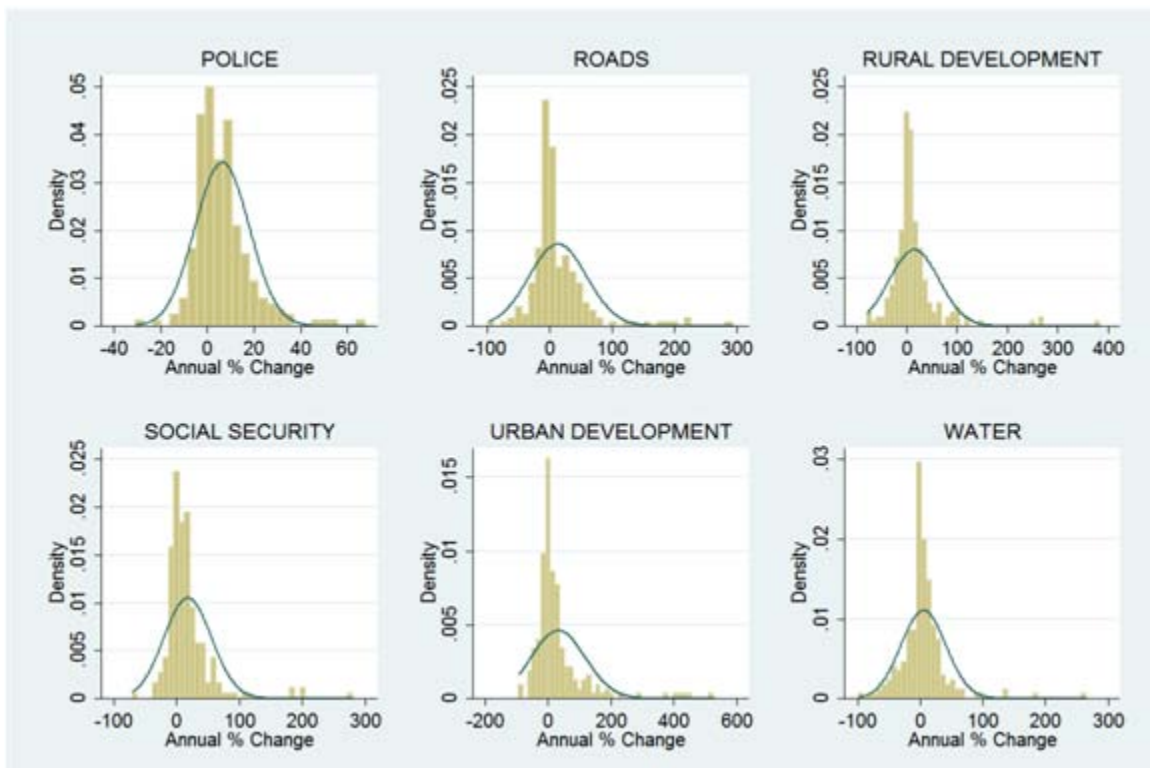 POLICE
Density
0 .01 .02 .03 .04 .05
-40 -20 0 20 40 60
Annual % Change
ROADS
Density
0 .005 .01 .015 .02 .025
-100 0 100 200 300
Annual % Change
RURAL DEVELOPMENT
Density
0 .005 .01 .015 .02 .025
-100 0 100 200 300 400
Annual % Change
SOCIAL SECURITY
Density
0 .005 .01 .015 .02 .025
-100 0 100 200 300
Annual % Change
URBAN DEVELOPMENT
Density
0 .005 .01 .015
-200 0 200 400 600
Annual % Change
WATER
Density
0 .01 .02 .03
-100 0 100 200 300
Annual % Change